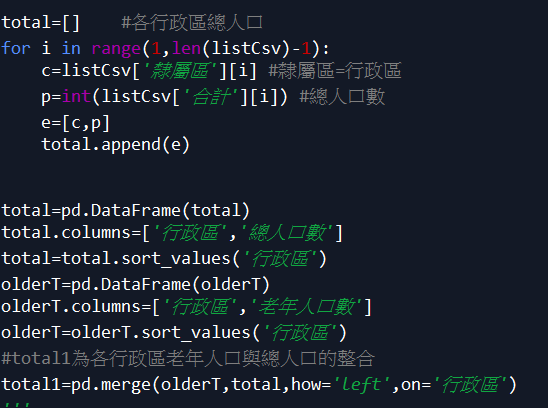 total=[]    #各行政區總人口
for i in range(1,len(listCsv)-1):
    c=listCsv['隸屬區'][i] #隸屬區=行政區
    p=int(listCsv['合計'][i]) #總人口數
    e=[c,p]
    total.append(e)
total=pd.DataFrame(total)
total.columns=['行政區','總人口數']
total=total.sort_values('行政區')
olderT=pd.DataFrame(olderT)
olderT.columns=['行政區','老年人口數']
olderT=olderT.sort_values('行政區')
#total1為各行政區老年人口與總人口的整合
total1=pd.merge(olderT,total,how='left',on='行政區')
'''